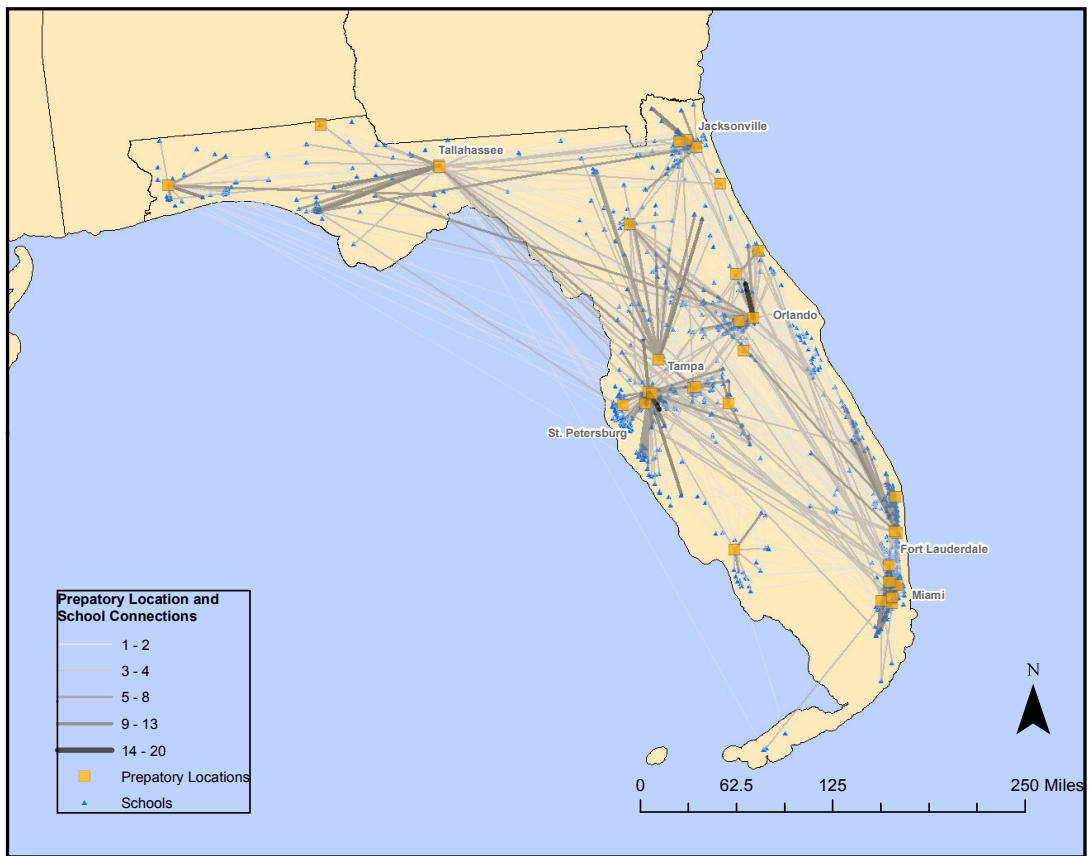 Jacksonville
Tallahassee
Orlando
Tampa
St. Petersburg
Fort Lauderdale
Miami
Prepatory Location and
School Connections
1 - 2
3 - 4
5 - 8
9 - 13
14 - 20
Prepatory Locations
Schools
N
0 62.5 125 250 Miles